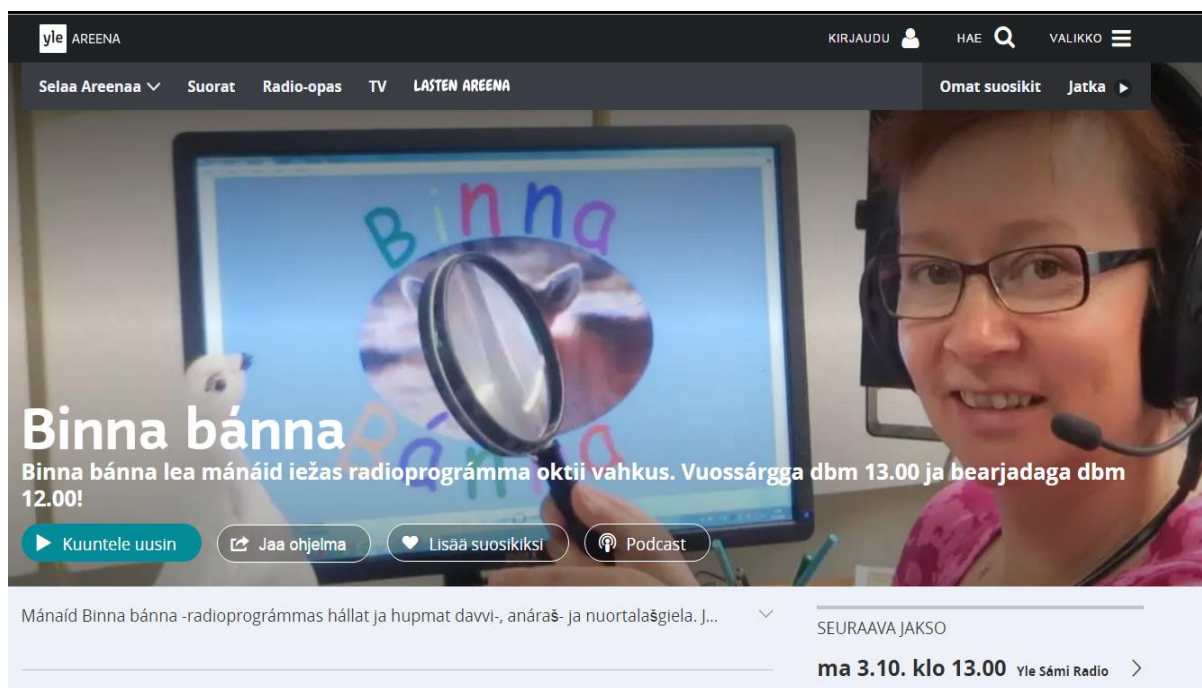 yle AREENA
KIRJAUDU HAE VALIKKO
Selaa Areenaa Suorat Radio-opas TV LASTEN AREENA Omat suosikit Jatka
Binna
Bánna
Binna bánna
Binna bánna lea mánáid iežas radioprográmma oktii vahkus. Vuossárgga dbm 13.00 ja bearjadaga dbm
12.00!
Kuuntele uusin Jaa ohjelma Lisää suosikiksi Podcast
Mánaíd Binna bánna -radioprográmmas hállat ja hupmat davvi-, anáraš- ja nuortalašgiela. J...
SEURAAVA JAKSO
ma 3.10. klo 13.00 Yle Sámi Radio